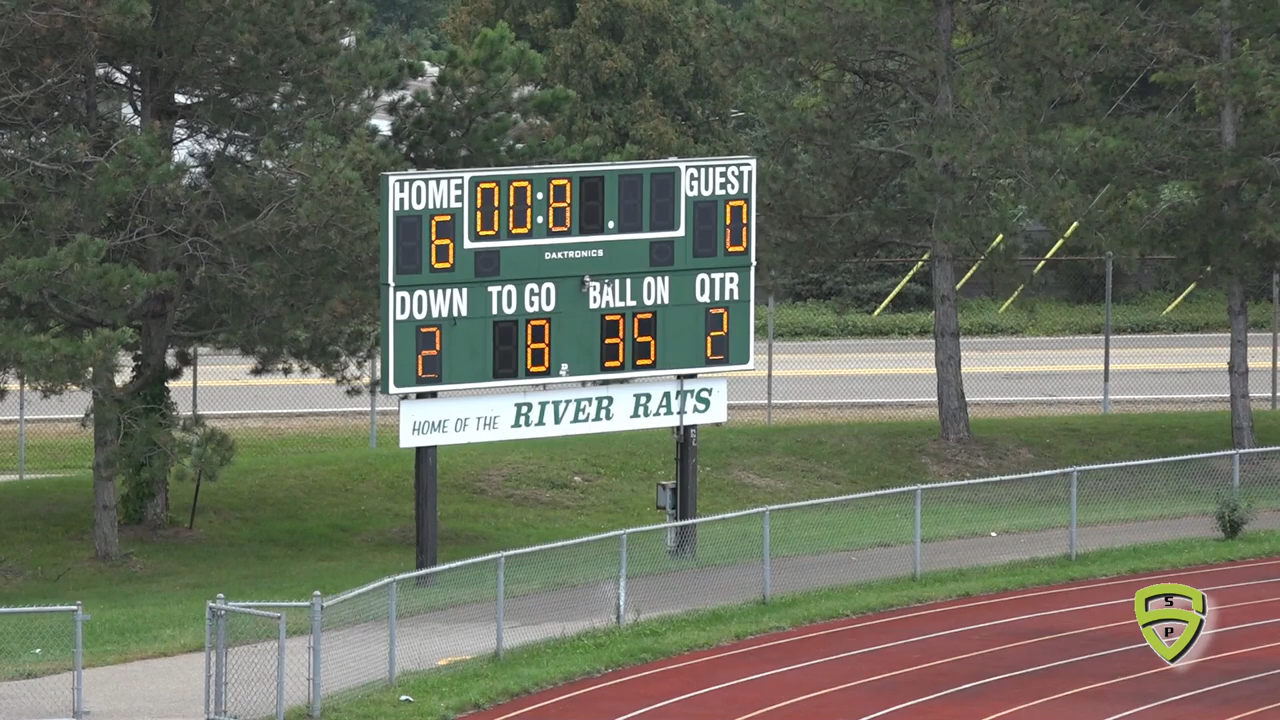 HOME 00:8 . GUEST
6 0
DAKTRONICS
DOWN TO GO BALL ON QTR
2 8 35 2
HOME OF THE RIVER RATS
S
P